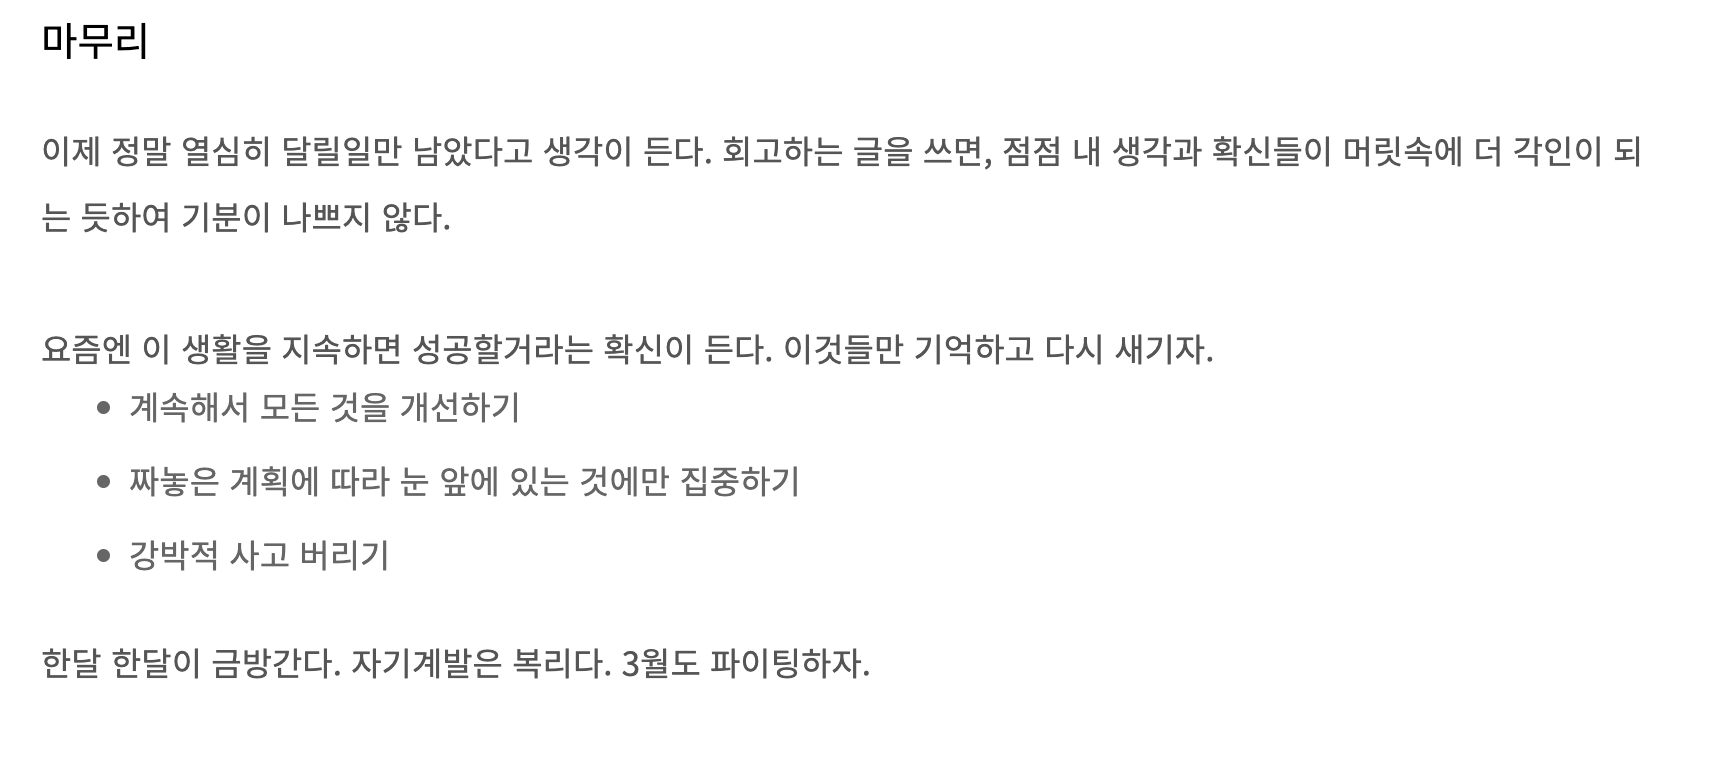 마무리
이제 정말 열심히 달릴일만 남았다고 생각이 든다. 회고하는 글을 쓰면, 점점 내 생각과 확신들이 머릿속에 더 각인이 되
는 듯하여 기분이 나쁘지 않다.
요즘엔 이 생활을 지속하면 성공할거라는 확신이 든다. 이것들만 기억하고 다시 새기자.
• 계속해서 모든 것을 개선하기
• 짜놓은 계획에 따라 눈 앞에 있는 것에만 집중하기
• 강박적 사고 버리기
한달 한달이 금방간다. 자기계발은 복리다. 3월도 파이팅하자.